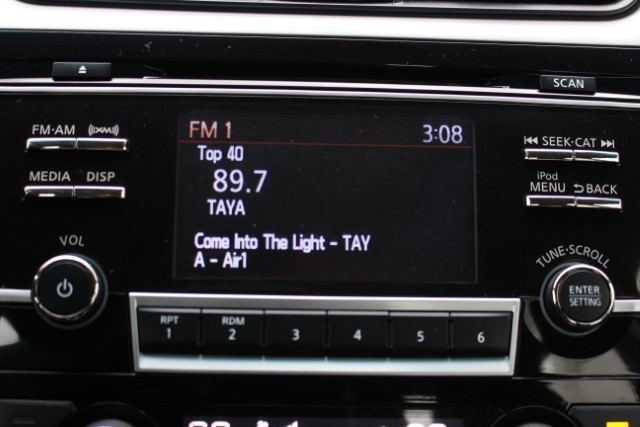 SCAN
FM·AM
((XM))
FM 1 3:08
Top 40
89.7
TAYA
Come Into The Light - TAY
A - Air1
SEEK·CAT
MEDIA DISP
iPod
MENU BACK
VOL
TUNE·SCROLL
ENTER
SETTING
RPT RDM
1 2 3 4 5 6